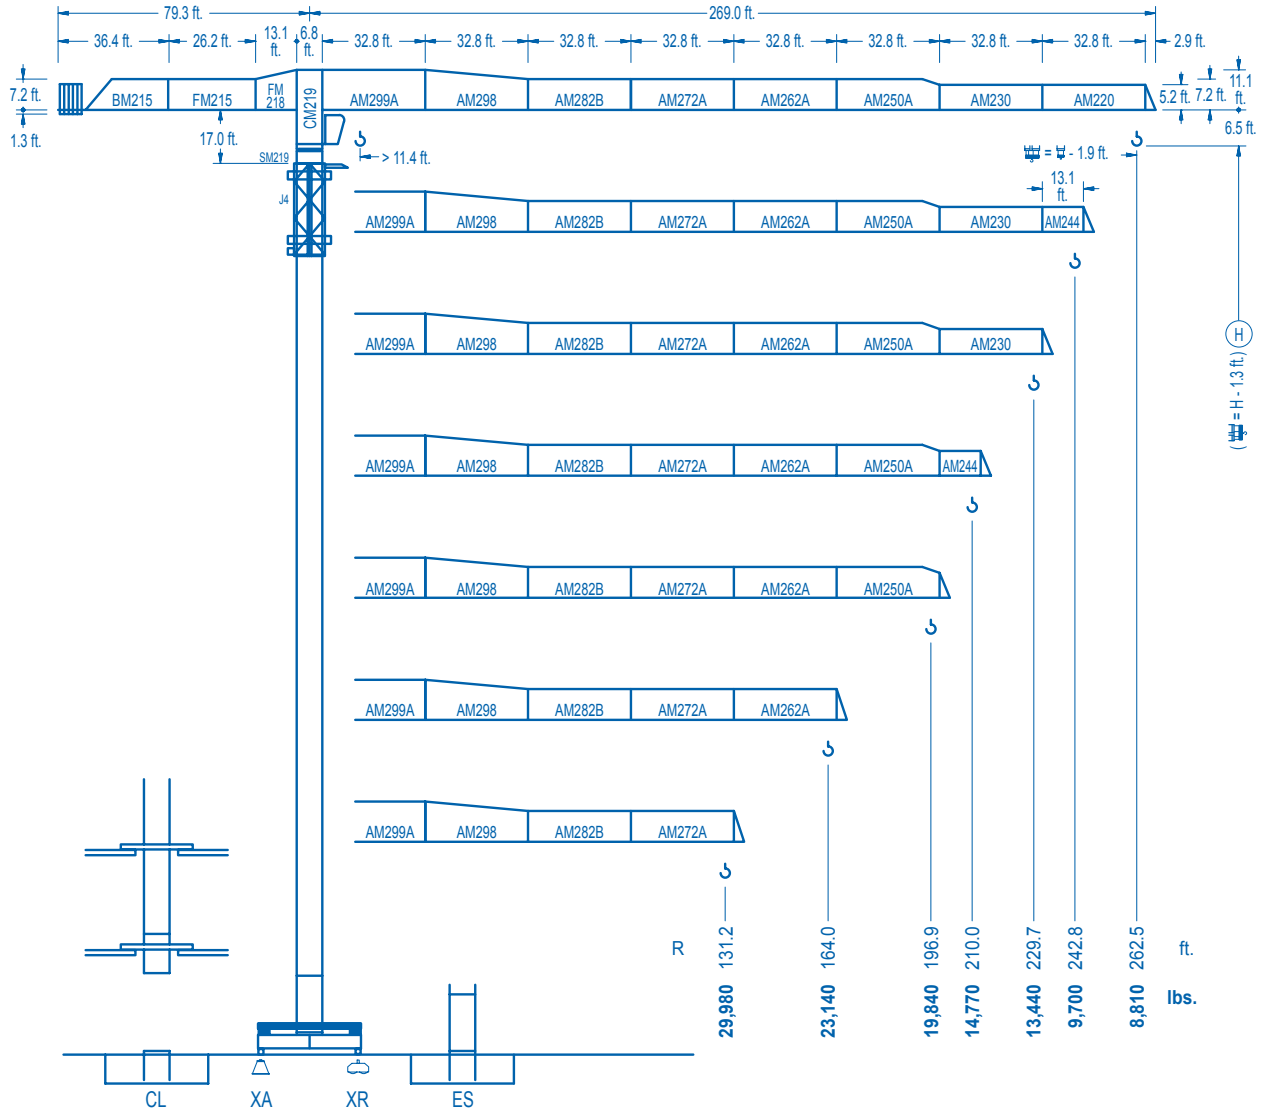 79.3 ft. 269.0 ft.
36.4 ft. 26.2 ft. 13.1 ft. 6.8 ft. 32.8 ft. 32.8 ft. 32.8 ft. 32.8 ft. 32.8 ft. 32.8 ft. 32.8 ft. 32.8 ft. 2.9 ft.
7.2 ft. BM215 FM215 FM 218 CM219 AM299A AM298 AM282B AM272A AM262A AM250A AM230 AM220 5.2 ft. 7.2 ft. 11.1 ft.
1.3 ft. 17.0 ft. 6.5 ft.
SM219 > 11.4 ft. = - 1.9 ft.
13.1 ft.
J4
AM299A AM298 AM282B AM272A AM262A AM250A AM230 AM244
H
( = H - 1.3 ft.)
AM299A AM298 AM282B AM272A AM262A AM250A AM230
AM299A AM298 AM282B AM272A AM262A AM250A AM244
AM299A AM298 AM282B AM272A AM262A AM250A
AM299A AM298 AM282B AM272A AM262A
AM299A AM298 AM282B AM272A
R 131.2 164.0 196.9 210.0 229.7 242.8 262.5 ft.
29,980 23,140 19,840 14,770 13,440 9,700 8,810 lbs.
CL XA XR ES